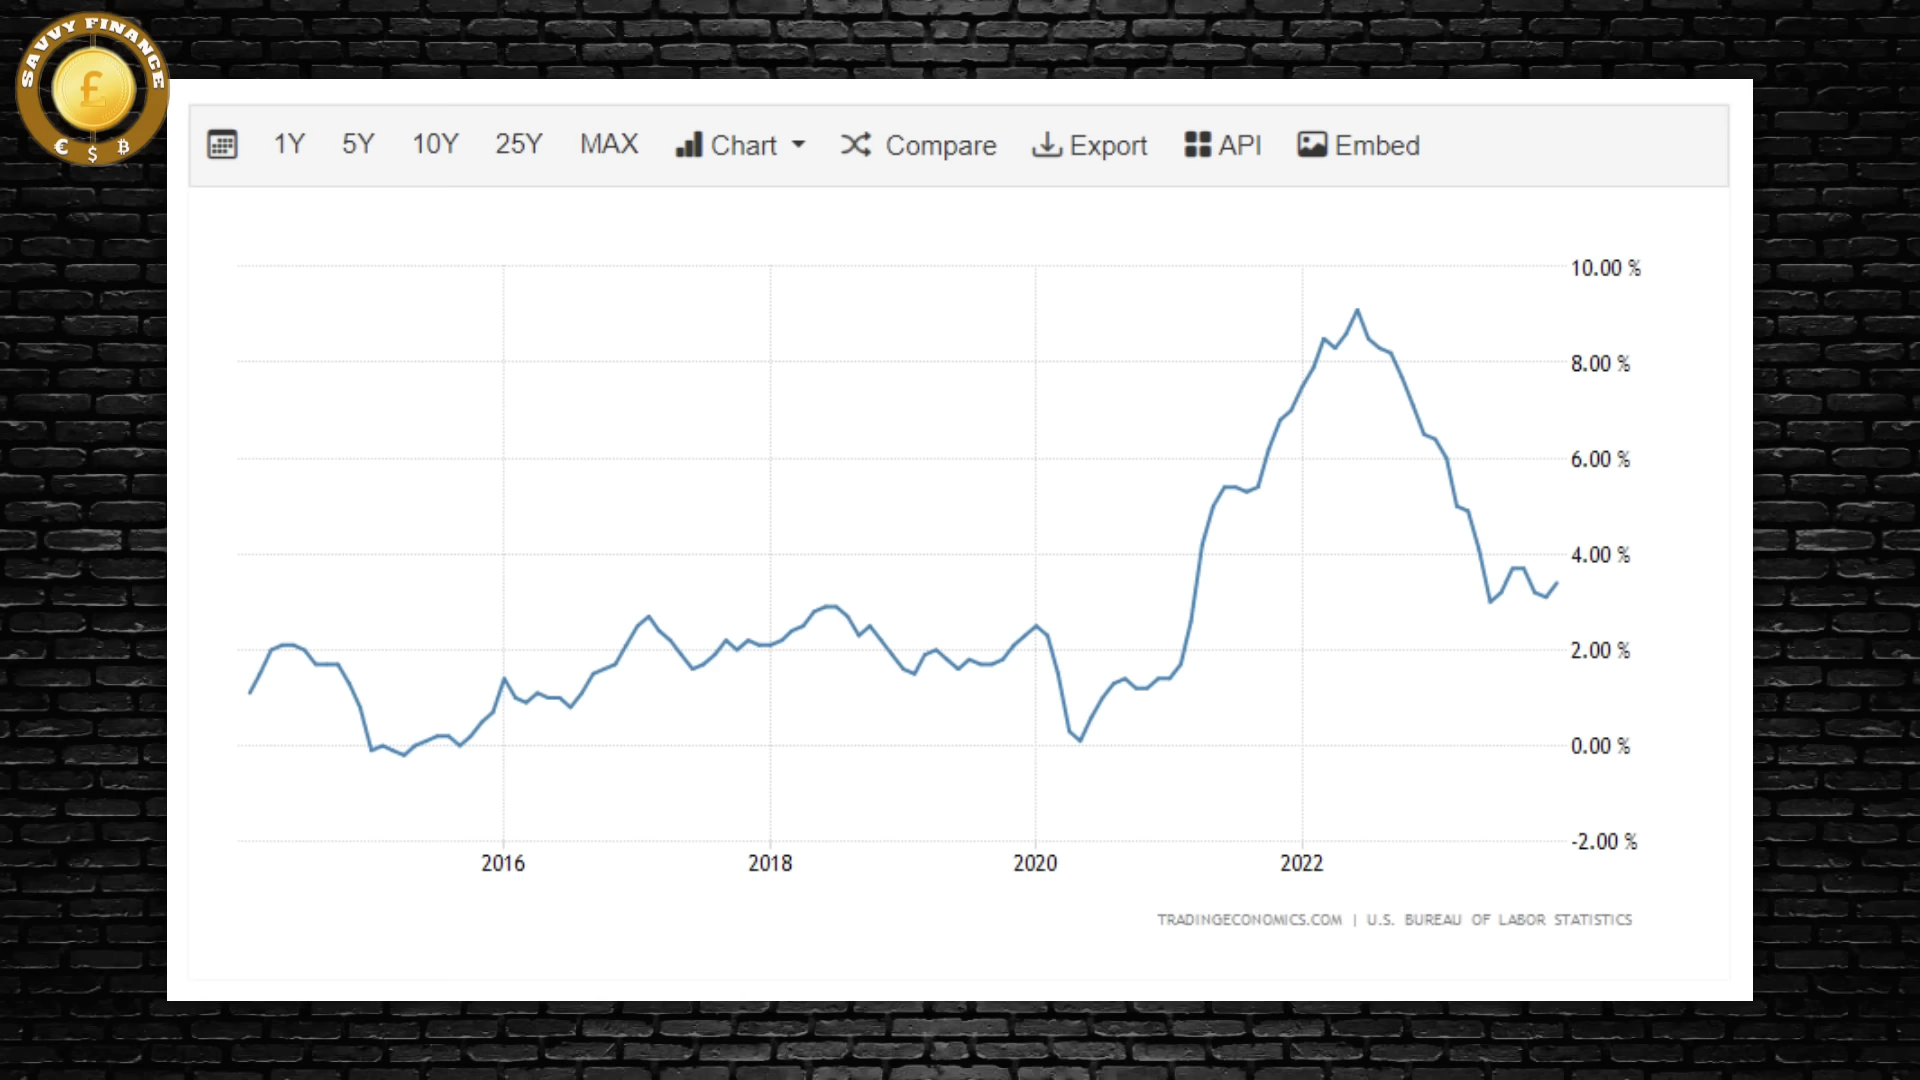 SAVVY FINANCE
£
€ $ ₿
1Y 5Y 10Y 25Y MAX Chart Compare Export API Embed
10.00 %
8.00 %
6.00 %
4.00 %
2.00 %
0.00 %
-2.00 %
2016 2018 2020 2022
TRADINGECONOMICS.COM | U.S. BUREAU OF LABOR STATISTICS